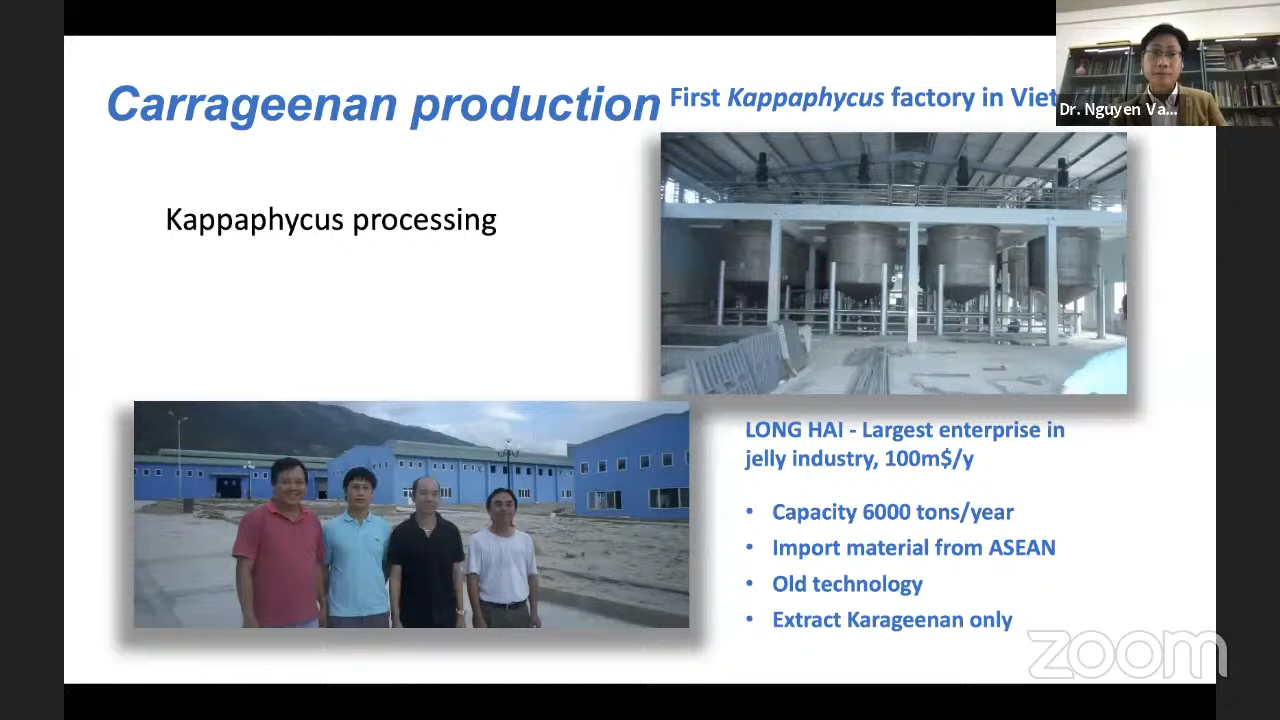 Carrageenan production
First Kappaphycus factory in Viet
Dr. Nguyen Va...
Kappaphycus processing
LONG HAI - Largest enterprise in
jelly industry, 100m$/y
• Capacity 6000 tons/year
• Import material from ASEAN
• Old technology
• Extract Karageenan only
zoom